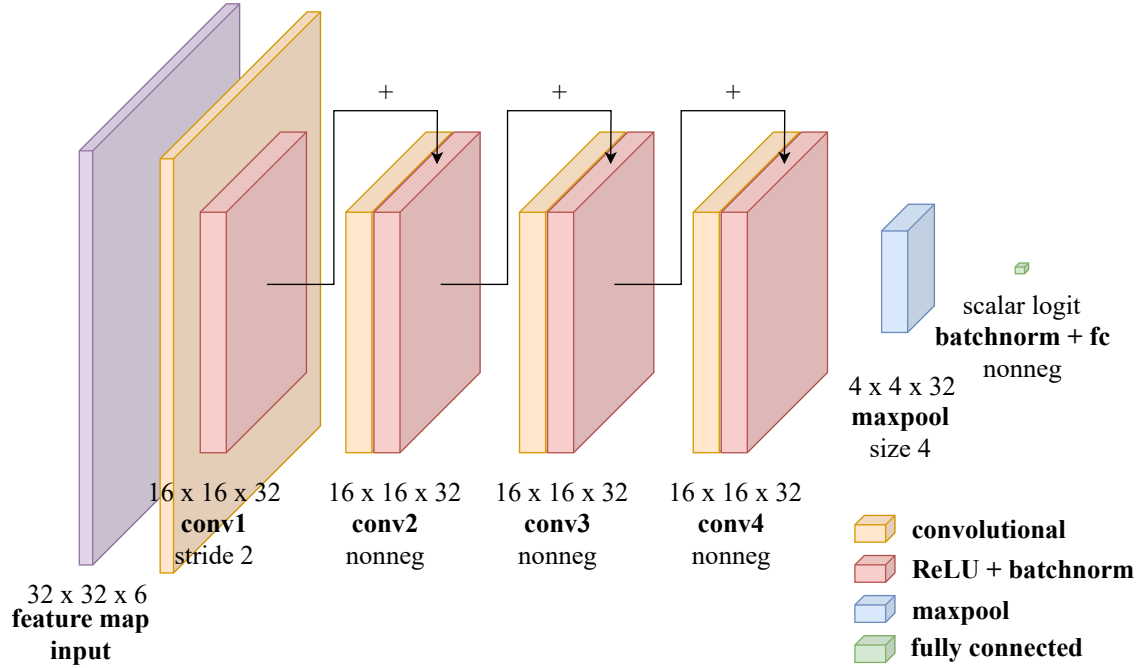 +
+
+
32 x 32 x 6
feature map
input
16 x 16 x 32
conv1
stride 2
16 x 16 x 32
conv2
nonneg
16 x 16 x 32
conv3
nonneg
16 x 16 x 32
conv4
nonneg
4 x 4 x 32
maxpool
size 4
scalar logit
batchnorm + fc
nonneg
convolutional
ReLU + batchnorm
maxpool
fully connected